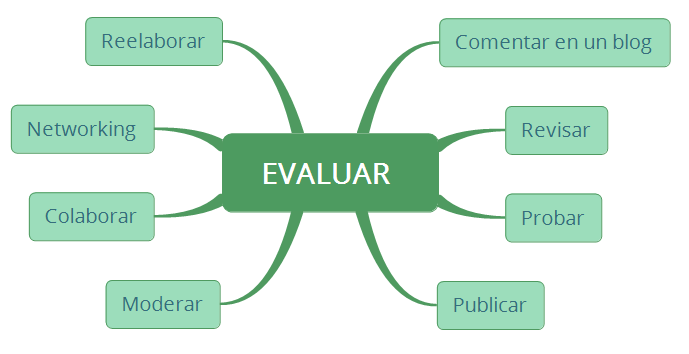 Reelaborar
Comentar en un blog
Networking
Revisar
EVALUAR
Colaborar
Probar
Moderar
Publicar